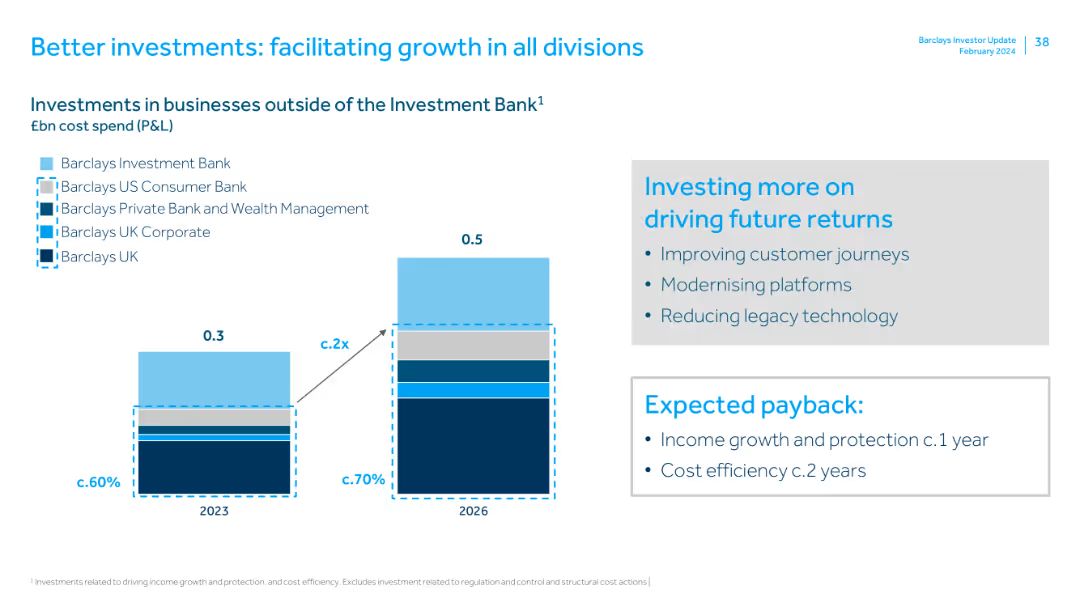 Better investments: facilitating growth in all divisions
Barclays Investor Update
February 2024
38
Investments in businesses outside of the Investment Bank¹
£bn cost spend (P&L)
Barclays Investment Bank
Barclays US Consumer Bank
Barclays Private Bank and Wealth Management
Barclays UK Corporate
Barclays UK
0.3
c.60%
2023
c.2x
0.5
c.70%
2026
Investing more on
driving future returns
• Improving customer journeys
• Modernising platforms
• Reducing legacy technology
Expected payback:
• Income growth and protection c.1 year
• Cost efficiency c.2 years
¹ Investments related to driving income growth and protection, and cost efficiency. Excludes investment related to regulation and control and structural cost actions |